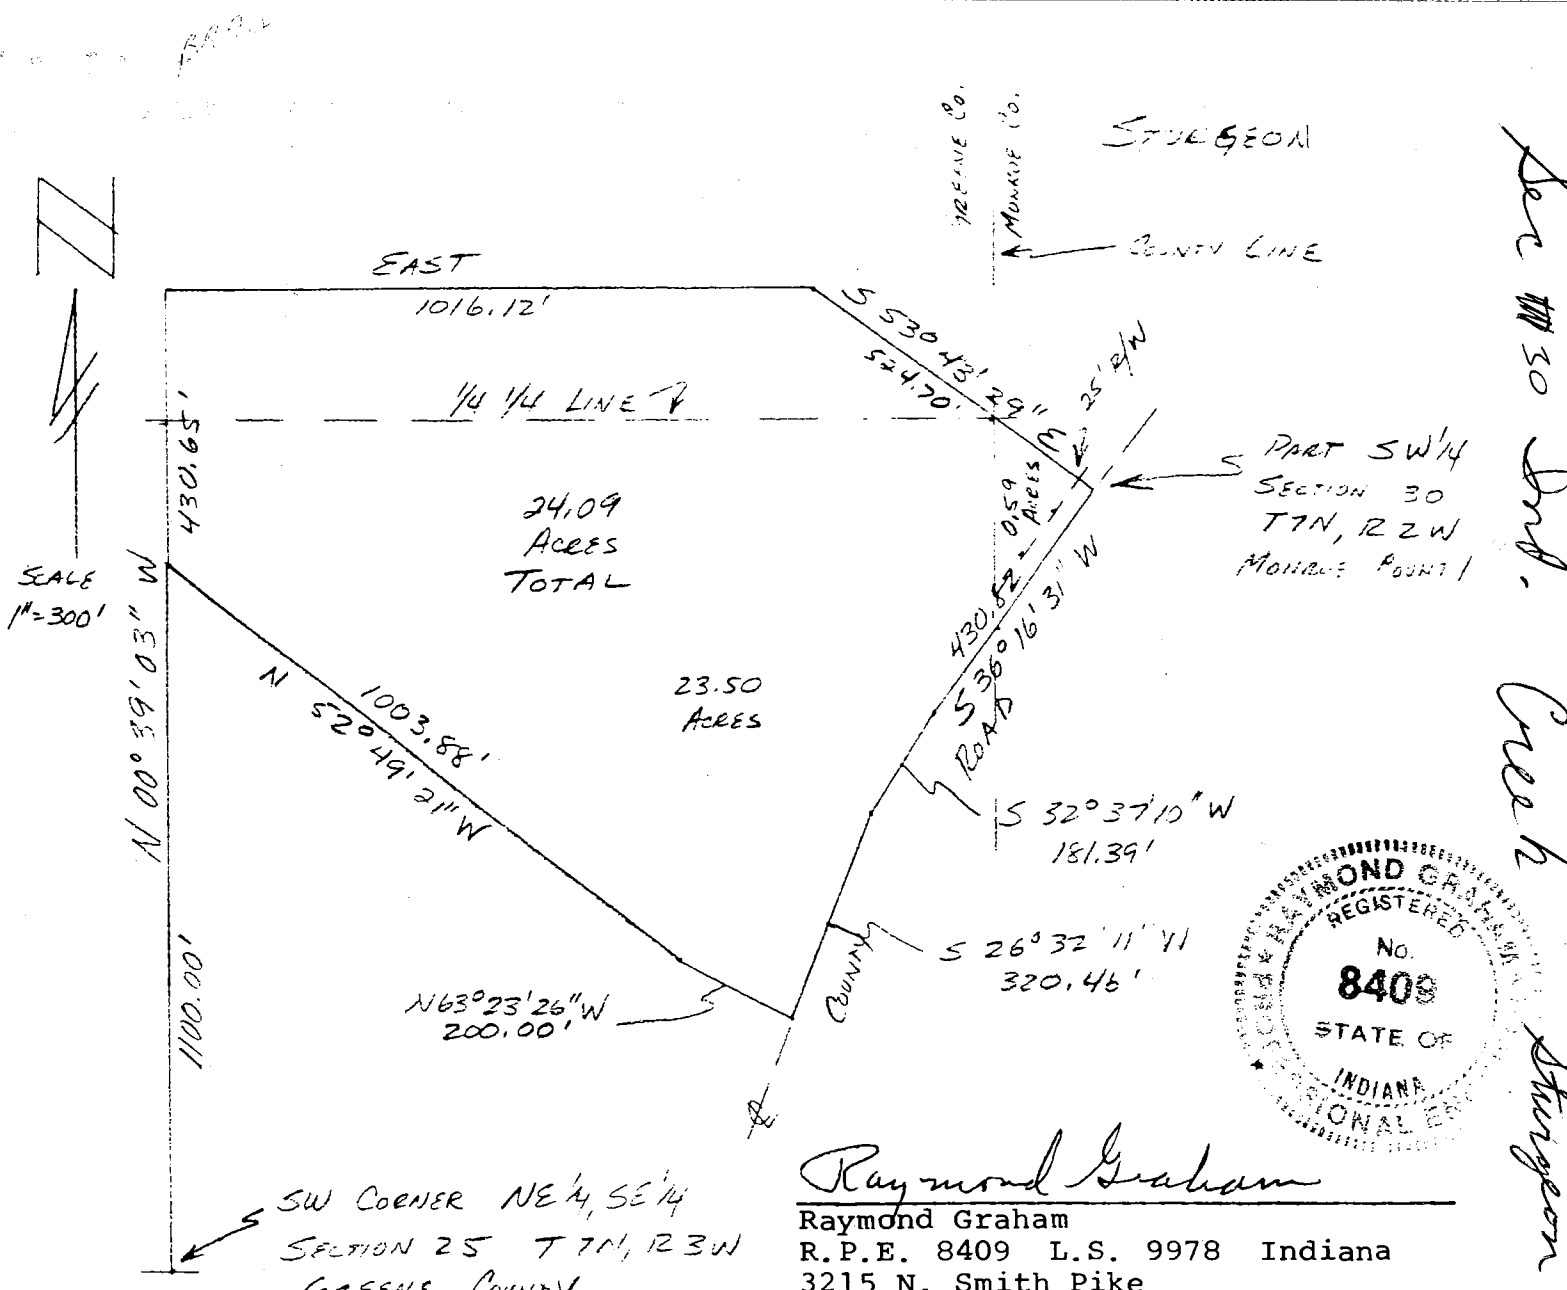 GREENE CO.
MONROE CO.
STURGEON
COUNTY LINE
EAST
1016.12'
S 53° 43' 29" E
524.70'
25' R/W
1/4 1/4 LINE
430.65'
24.09
ACRES
TOTAL
0.59
ACRES
PART SW 1/4
SECTION 30
T7N, R2W
MONROE COUNTY
SCALE
1"=300'
N 00° 39' 03" W
1003.88'
N 52° 49' 21" W
23.50
ACRES
430.82
S 36° 16' 31" W
COUNTY ROAD
S 32° 37' 10" W
181.39'
S 26° 32' 11" W
320.46'
N63°23'26"W
200.00'
1100.00'
SW CORNER NE 1/4, SE 1/4
SECTION 25 T7N, R3W
GREENE COUNTY
RAYMOND GRAHAM
REGISTERED
No.
8409
STATE OF
INDIANA
PROFESSIONAL
Raymond Graham
Raymond Graham
R.P.E. 8409 L.S. 9978 Indiana
3215 N. Smith Pike
Sec 30 Ind. Creek Sturgeon